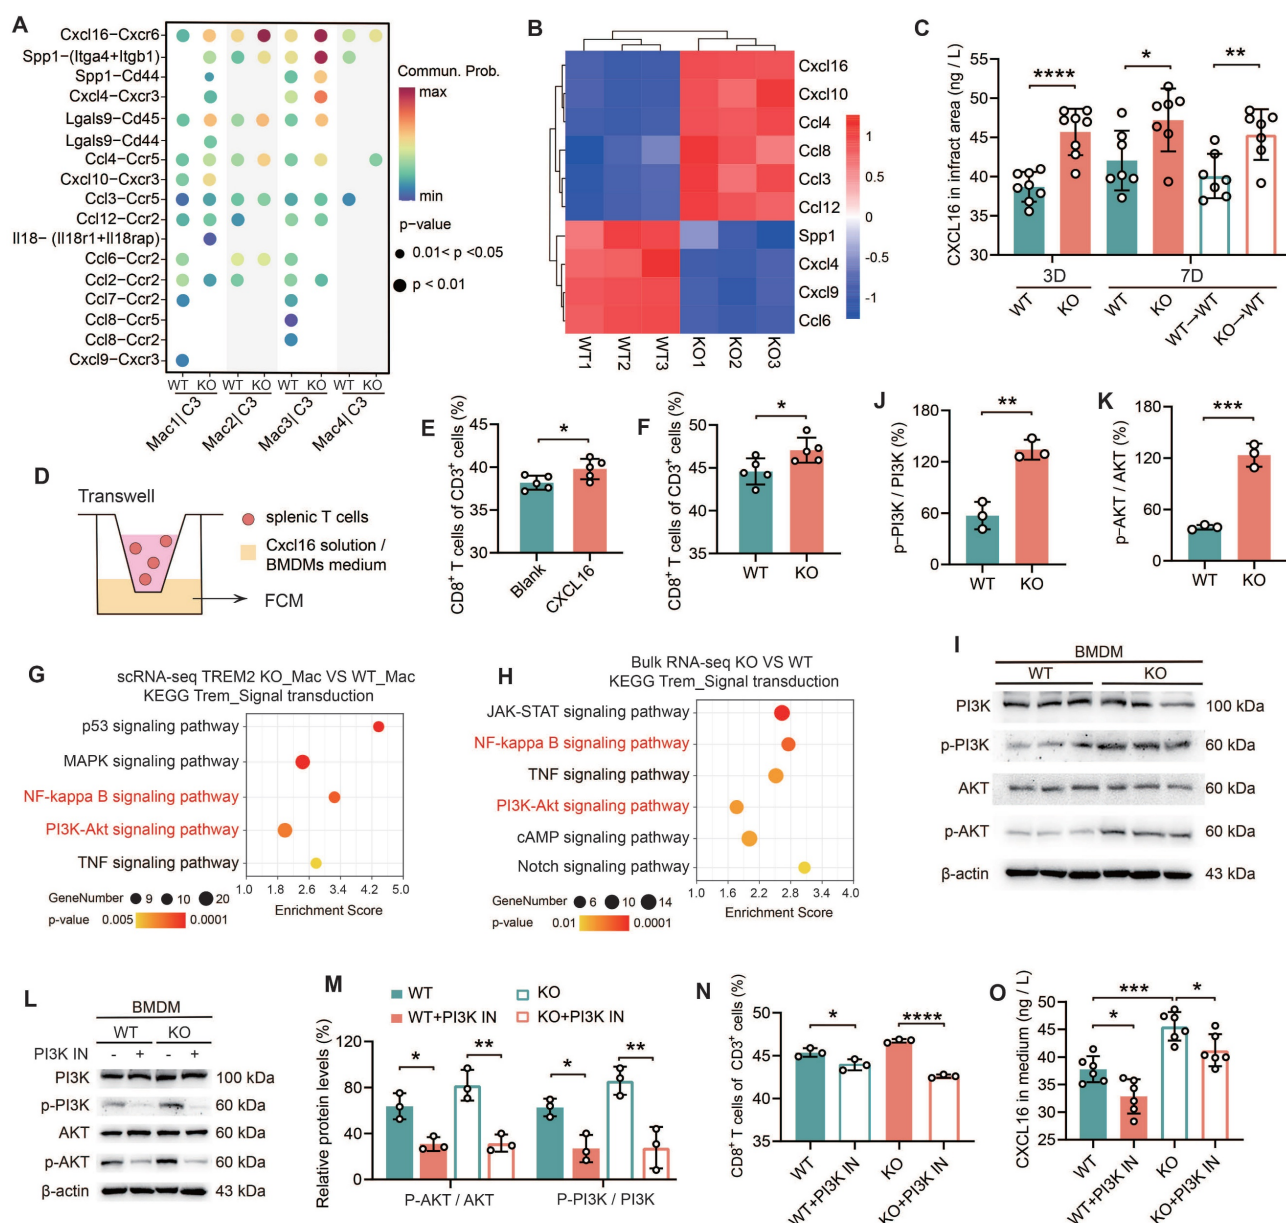 A
Cxcl16−Cxcr6
Spp1−(Itga4+Itgb1)
Spp1−Cd44
Cxcl4−Cxcr3
Lgals9−Cd45
Lgals9−Cd44
Ccl4−Ccr5
Cxcl10−Cxcr3
Ccl3−Ccr5
Ccl12−Ccr2
Il18− (Il18r1+Il18rap)
Ccl6−Ccr2
Ccl2−Ccr2
Ccl7−Ccr2
Ccl8−Ccr5
Ccl8−Ccr2
Cxcl9−Cxcr3
WT KO WT KO WT KO WT KO
Mac1|C3 Mac2|C3 Mac3|C3 Mac4|C3
Commun. Prob.
max
min
p-value
0.01< p <0.05
p < 0.01
B
Cxcl16
Cxcl10
Ccl4
Ccl8
Ccl3
Ccl12
Spp1
Cxcl4
Cxcl9
Ccl6
WT1 WT2 WT3 KO1 KO2 KO3
1
0.5
0
-0.5
-1
C
CXCL16 in infract area (ng / L)
55
50
45
40
35
30
**** * **
3D 7D
WT KO WT KO WT→WT KO→WT
D
Transwell
splenic T cells
Cxcl16 solution /
BMDMs medium
FCM
E
CD8+ T cells of CD3+ cells (%)
45
40
35
30
*
Blank CXCL16
F
CD8+ T cells of CD3+ cells (%)
50
45
40
35
*
WT KO
J
p−PI3K / PI3K (%)
180
120
60
0
**
WT KO
K
p−AKT / AKT (%)
180
120
60
0
***
WT KO
G
scRNA-seq TREM2 KO_Mac VS WT_Mac
KEGG Trem_Signal transduction
p53 signaling pathway
MAPK signaling pathway
NF-kappa B signaling pathway
PI3K-Akt signaling pathway
TNF signaling pathway
1.0 1.8 2.6 3.4 4.2 5.0
Enrichment Score
GeneNumber 9 10 20
p-value 0.005 0.0001
H
Bulk RNA-seq KO VS WT
KEGG Trem_Signal transduction
JAK-STAT signaling pathway
NF-kappa B signaling pathway
TNF signaling pathway
PI3K-Akt signaling pathway
cAMP signaling pathway
Notch signaling pathway
1.0 1.6 2.2 2.8 3.4 4.0
Enrichment Score
GeneNumber 6 10 14
p-value 0.01 0.0001
I
BMDM
WT KO
PI3K 100 kDa
p-PI3K 60 kDa
AKT 60 kDa
p-AKT 60 kDa
β-actin 43 kDa
L
BMDM
WT KO
PI3K IN - + - +
PI3K 100 kDa
p-PI3K 60 kDa
AKT 60 kDa
p-AKT 60 kDa
β-actin 43 kDa
M
WT KO
WT+PI3K IN KO+PI3K IN
Relative protein levels (%)
120
80
40
0
* ** * **
P-AKT / AKT P-PI3K / PI3K
N
CD8+ T cells of CD3+ cells (%)
50
45
40
35
* ****
WT WT+PI3K IN KO KO+PI3K IN
O
CXCL16 in medium (ng / L)
50
45
40
35
30
25
*** *
*
WT WT+PI3K IN KO KO+PI3K IN